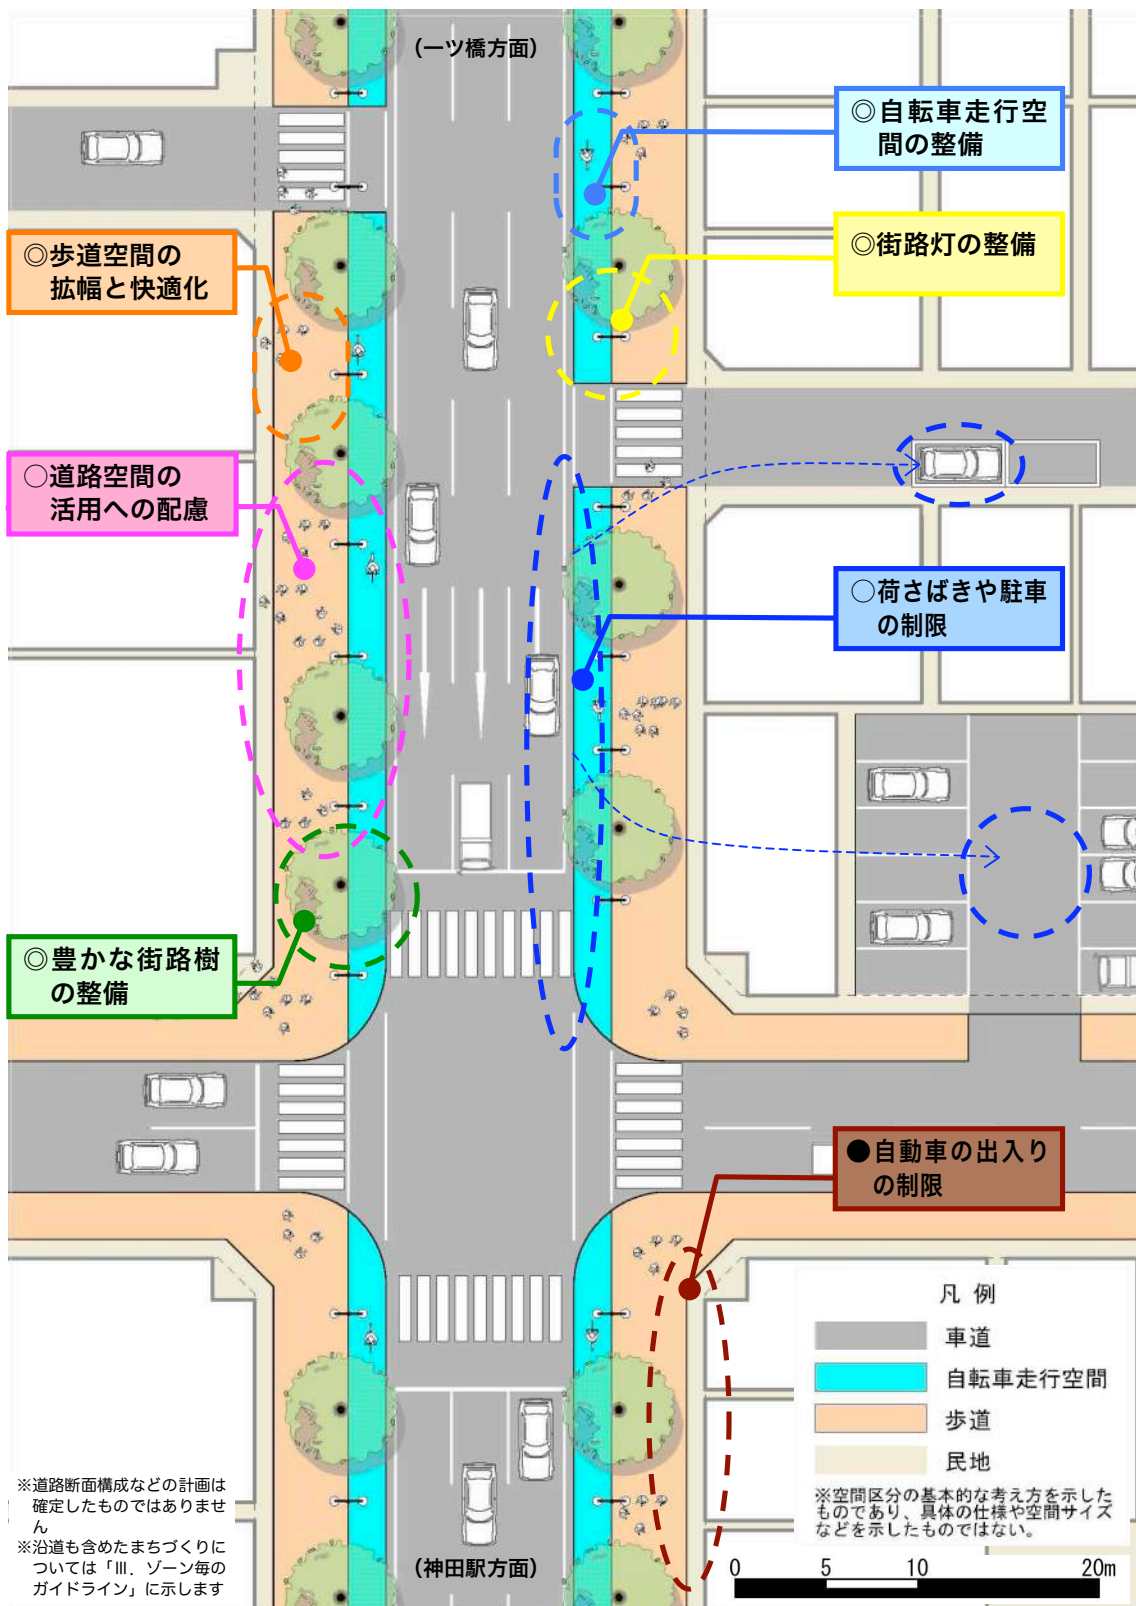 （一ツ橋方面）
◎自転車走行空
間の整備
◎街路灯の整備
◎歩道空間の
拡幅と快適化
○道路空間の
活用への配慮
○荷さばきや駐車
の制限
◎豊かな街路樹
の整備
●自動車の出入り
の制限
凡 例
車道
自転車走行空間
歩道
民地
※空間区分の基本的な考え方を示した
ものであり、具体の仕様や空間サイズ
などを示したものではない。
※道路断面構成などの計画は
確定したものではありませ
ん
※沿道も含めたまちづくりに
ついては「Ⅲ．ゾーン毎の
ガイドライン」に示します
（神田駅方面）
0 5 10 20m